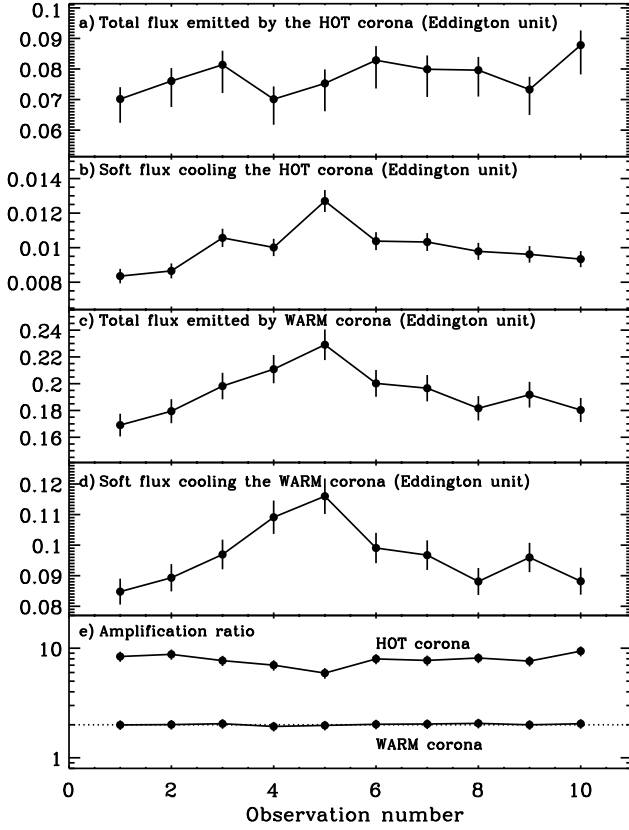 0.1
a) Total flux emitted by the HOT corona (Eddington unit)
0.09
0.08
0.07
0.06
b) Soft flux cooling the HOT corona (Eddington unit)
0.014
0.012
0.01
0.008
c) Total flux emitted by WARM corona (Eddington unit)
0.24
0.22
0.2
0.18
0.16
d) Soft flux cooling the WARM corona (Eddington unit)
0.12
0.11
0.1
0.09
0.08
e) Amplification ratio
HOT corona
10
WARM corona
1
0 2 4 6 8 10
Observation number